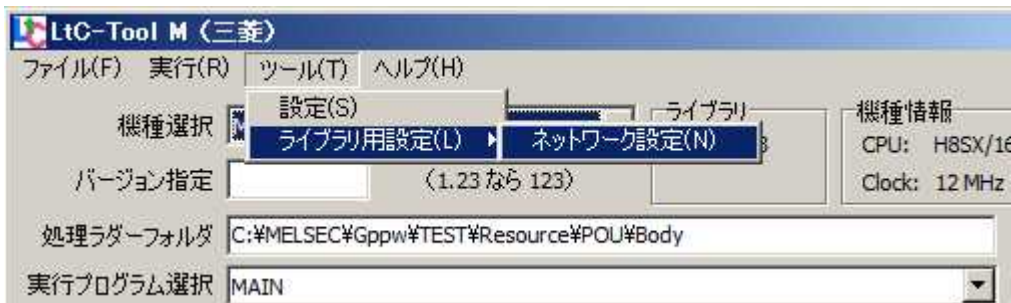 LtC-Tool M (三菱)
ファイル(F) 実行(R) ツール(T) ヘルプ(H)
設定(S)
ライブラリ用設定(L) ネットワーク設定(N)
機種選択
ライブラリ
機種情報
CPU: H8SX/16
バージョン指定 (1.23 なら 123)
Clock: 12 MHz
処理ラダーフォルダ C:¥MELSEC¥Gppw¥TEST¥Resource¥POU¥Body
実行プログラム選択 MAIN